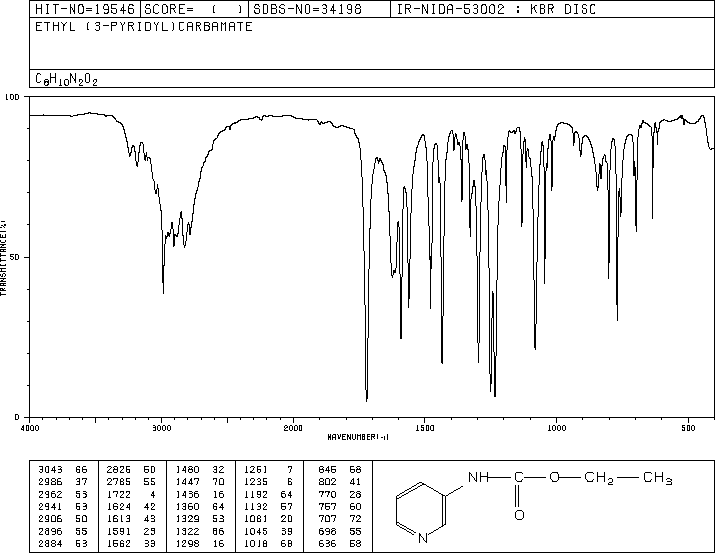 HIT-NO=19546 SCORE= ( ) SDBS-NO=34198 IR-NIDA-53002 : KBR DISC
ETHYL (3-PYRIDYL)CARBAMATE
C8H10N2O2
100
50
0
TRANSMITTANCE(%)
4000 3000 2000 1500 1000 500
WAVENUMBER(-1)
3043 66 2826 50 1480 32 1251 7 845 68
2986 37 2785 55 1447 70 1235 6 802 41
2962 53 1722 4 1436 16 1192 64 770 28
2941 53 1624 42 1360 64 1132 57 757 60
2906 50 1613 43 1329 53 1081 20 707 72
2896 55 1591 23 1322 86 1045 39 698 55
2884 53 1562 33 1298 16 1018 68 636 58
NH C O CH2 CH3
O
N